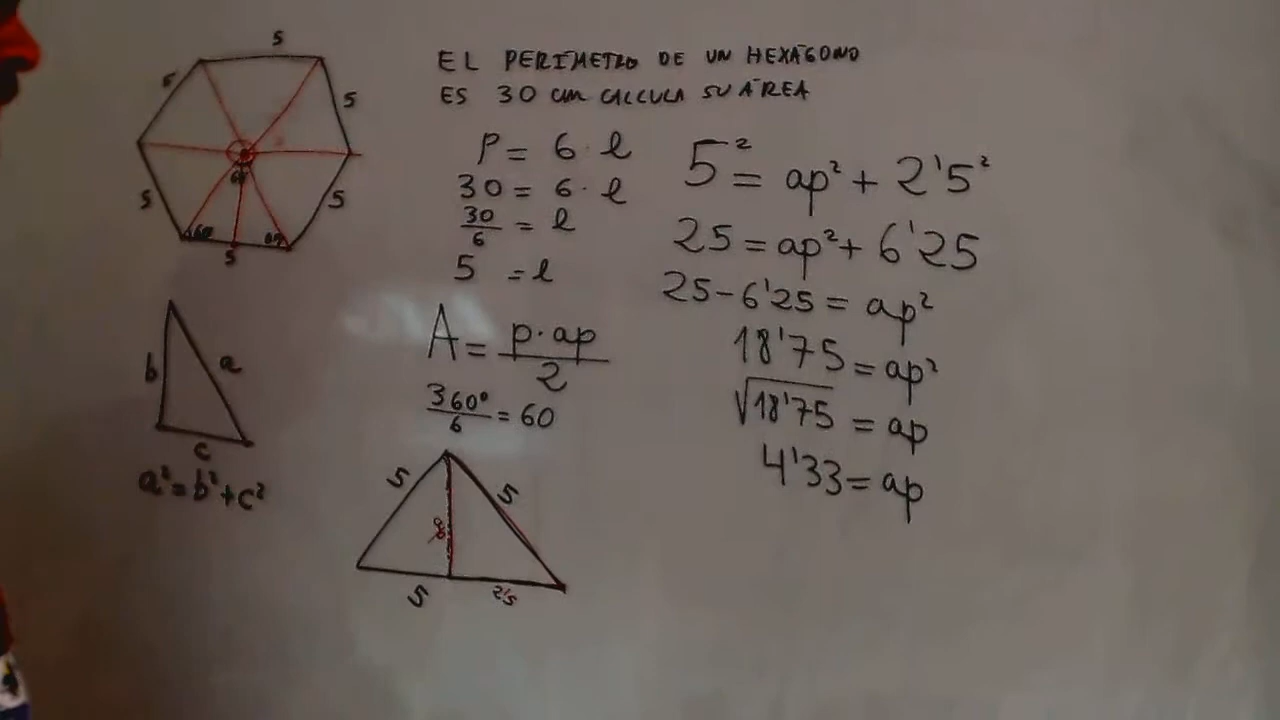 EL PERÍMETRO DE UN HEXÁGONO
ES 30 cm CALCULA SU ÁREA
5
5
5
5
5
60
60
5
P = 6 · l
30 = 6 · l
30/6 = l
5 = l
A = p · ap / 2
360°/6 = 60
b
a
c
a² = b² + c²
5
5
5
2'5
5² = ap² + 2'5²
25 = ap² + 6'25
25 - 6'25 = ap²
18'75 = ap²
√18'75 = ap
4'33 = ap